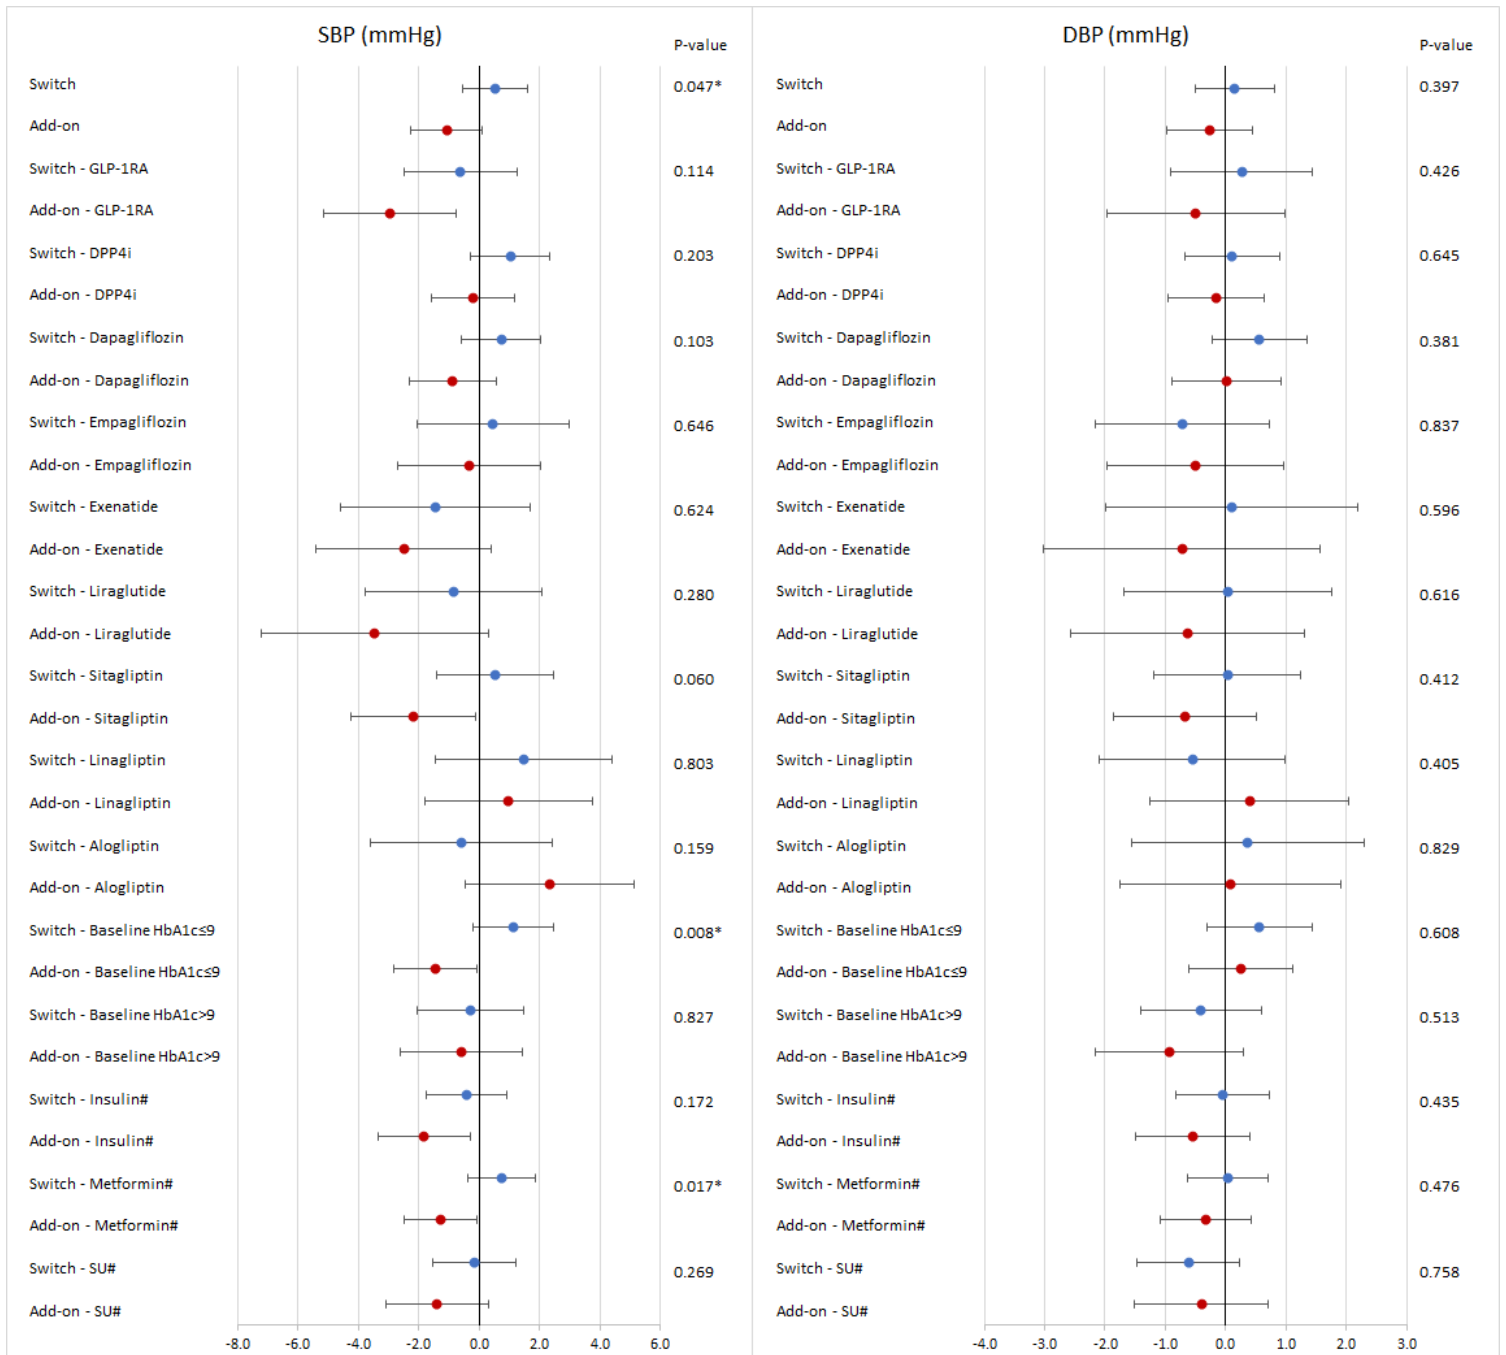 SBP (mmHg)
P-value
Switch 0.047*
Add-on
Switch - GLP-1RA 0.114
Add-on - GLP-1RA
Switch - DPP4i 0.203
Add-on - DPP4i
Switch - Dapagliflozin 0.103
Add-on - Dapagliflozin
Switch - Empagliflozin 0.646
Add-on - Empagliflozin
Switch - Exenatide 0.624
Add-on - Exenatide
Switch - Liraglutide 0.280
Add-on - Liraglutide
Switch - Sitagliptin 0.060
Add-on - Sitagliptin
Switch - Linagliptin 0.803
Add-on - Linagliptin
Switch - Alogliptin 0.159
Add-on - Alogliptin
Switch - Baseline HbA1c≤9 0.008*
Add-on - Baseline HbA1c≤9
Switch - Baseline HbA1c>9 0.827
Add-on - Baseline HbA1c>9
Switch - Insulin# 0.172
Add-on - Insulin#
Switch - Metformin# 0.017*
Add-on - Metformin#
Switch - SU# 0.269
Add-on - SU#
-8.0 -6.0 -4.0 -2.0 0.0 2.0 4.0 6.0
DBP (mmHg)
P-value
Switch 0.397
Add-on
Switch - GLP-1RA 0.426
Add-on - GLP-1RA
Switch - DPP4i 0.645
Add-on - DPP4i
Switch - Dapagliflozin 0.381
Add-on - Dapagliflozin
Switch - Empagliflozin 0.837
Add-on - Empagliflozin
Switch - Exenatide 0.596
Add-on - Exenatide
Switch - Liraglutide 0.616
Add-on - Liraglutide
Switch - Sitagliptin 0.412
Add-on - Sitagliptin
Switch - Linagliptin 0.405
Add-on - Linagliptin
Switch - Alogliptin 0.829
Add-on - Alogliptin
Switch - Baseline HbA1c≤9 0.608
Add-on - Baseline HbA1c≤9
Switch - Baseline HbA1c>9 0.513
Add-on - Baseline HbA1c>9
Switch - Insulin# 0.435
Add-on - Insulin#
Switch - Metformin# 0.476
Add-on - Metformin#
Switch - SU# 0.758
Add-on - SU#
-4.0 -3.0 -2.0 -1.0 0.0 1.0 2.0 3.0